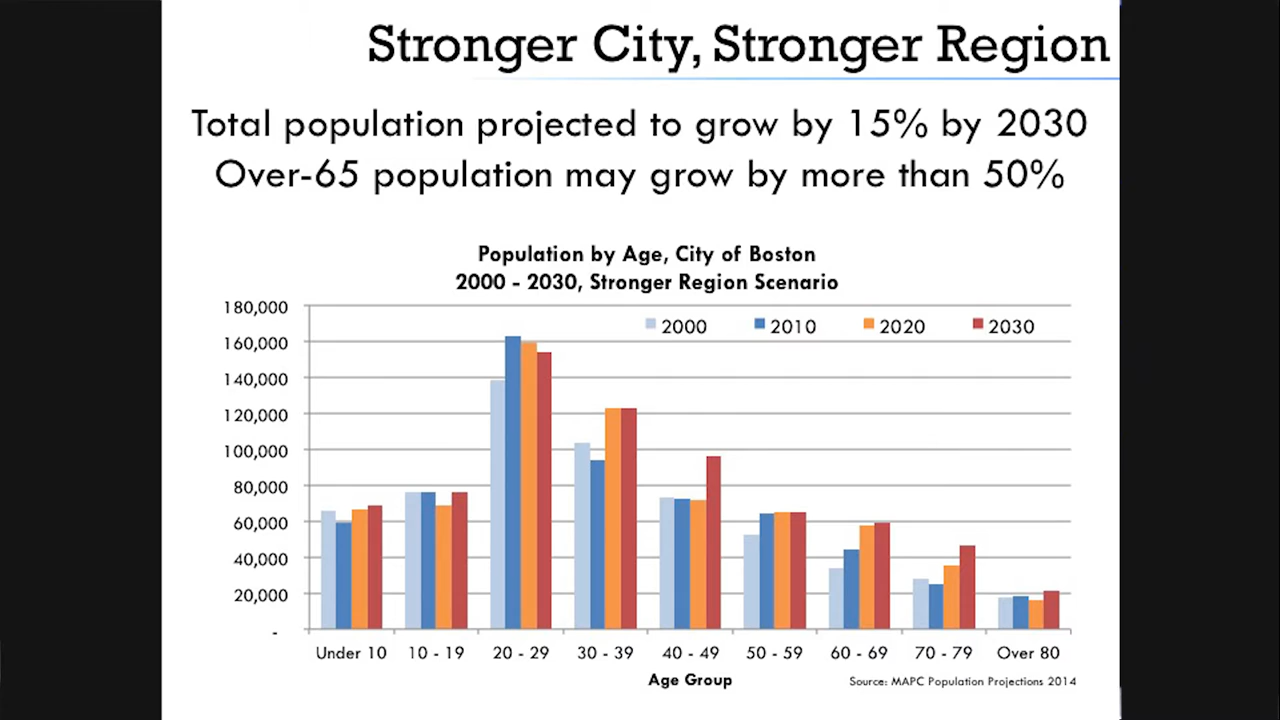 Stronger City, Stronger Region
Total population projected to grow by 15% by 2030
Over-65 population may grow by more than 50%
Population by Age, City of Boston
2000 - 2030, Stronger Region Scenario
180,000
160,000
140,000
120,000
100,000
80,000
60,000
40,000
20,000
-
2000 2010 2020 2030
Under 10 10 - 19 20 - 29 30 - 39 40 - 49 50 - 59 60 - 69 70 - 79 Over 80
Age Group
Source: MAPC Population Projections 2014